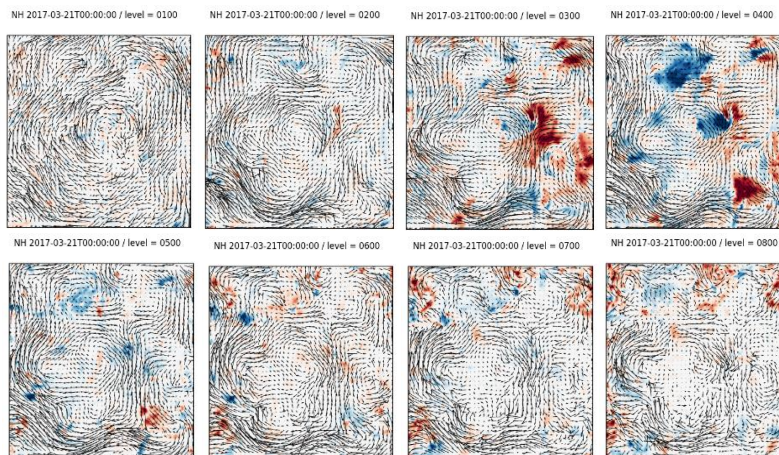 NH 2017-03-21T00:00:00 / level = 0100
NH 2017-03-21T00:00:00 / level = 0200
NH 2017-03-21T00:00:00 / level = 0300
NH 2017-03-21T00:00:00 / level = 0400
NH 2017-03-21T00:00:00 / level = 0500
NH 2017-03-21T00:00:00 / level = 0600
NH 2017-03-21T00:00:00 / level = 0700
NH 2017-03-21T00:00:00 / level = 0800